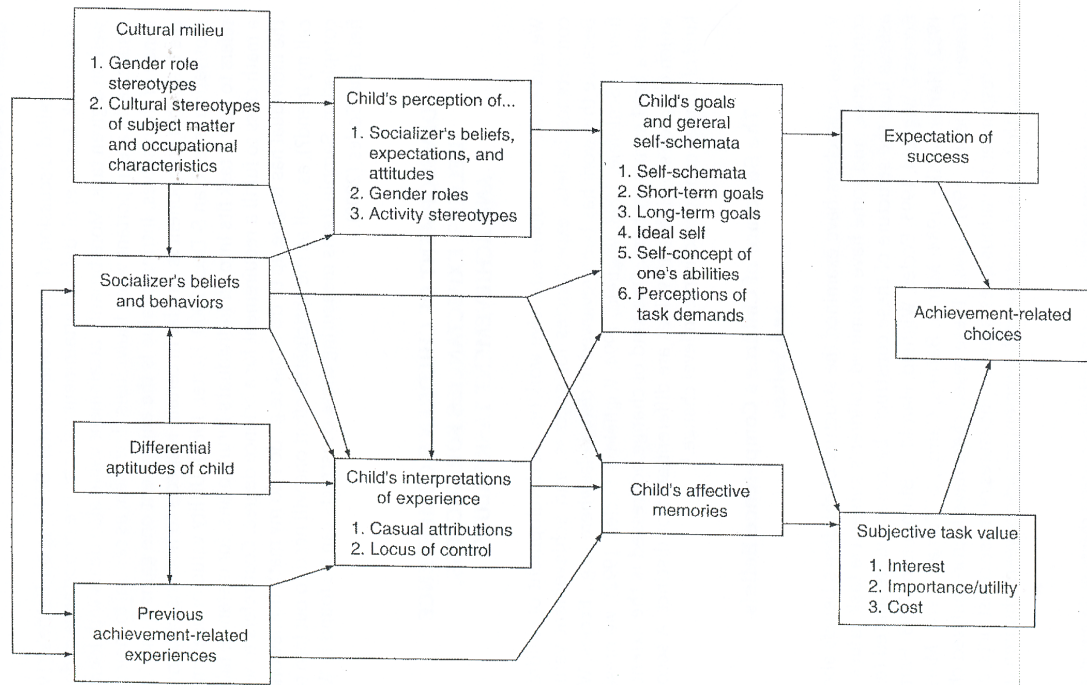 Cultural milieu
1. Gender role
stereotypes
2. Cultural stereotypes
of subject matter
and occupational
characteristics
Child's perception of...
1. Socializer's beliefs,
expectations, and
attitudes
2. Gender roles
3. Activity stereotypes
Child's goals
and gereral
self-schemata
1. Self-schemata
2. Short-term goals
3. Long-term goals
4. Ideal self
5. Self-concept of
one's abilities
6. Perceptions of
task demands
Expectation of
success
Socializer's beliefs
and behaviors
Achievement-related
choices
Differential
aptitudes of child
Child's interpretations
of experience
1. Casual attributions
2. Locus of control
Child's affective
memories
Subjective task value
1. Interest
2. Importance/utility
3. Cost
Previous
achievement-related
experiences